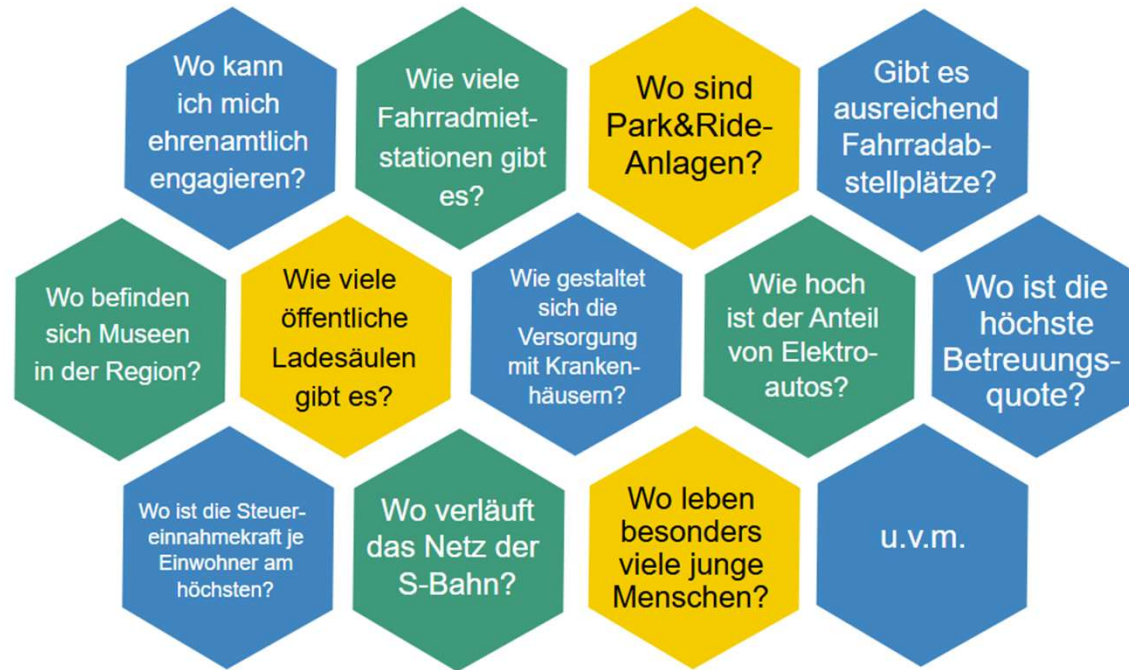 Wo kann
ich mich
ehrenamtlich
engagieren?
Wie viele
Fahrradmiet-
stationen gibt
es?
Wo sind
Park&Ride-
Anlagen?
Gibt es
ausreichend
Fahrradab-
stellplätze?
Wo befinden
sich Museen
in der Region?
Wie viele
öffentliche
Ladesäulen
gibt es?
Wie gestaltet
sich die
Versorgung
mit Kranken-
häusern?
Wie hoch
ist der Anteil
von Elektro-
autos?
Wo ist die
höchste
Betreuungs-
quote?
Wo ist die Steuer-
einnahmekraft je
Einwohner am
höchsten?
Wo verläuft
das Netz der
S-Bahn?
Wo leben
besonders
viele junge
Menschen?
u.v.m.